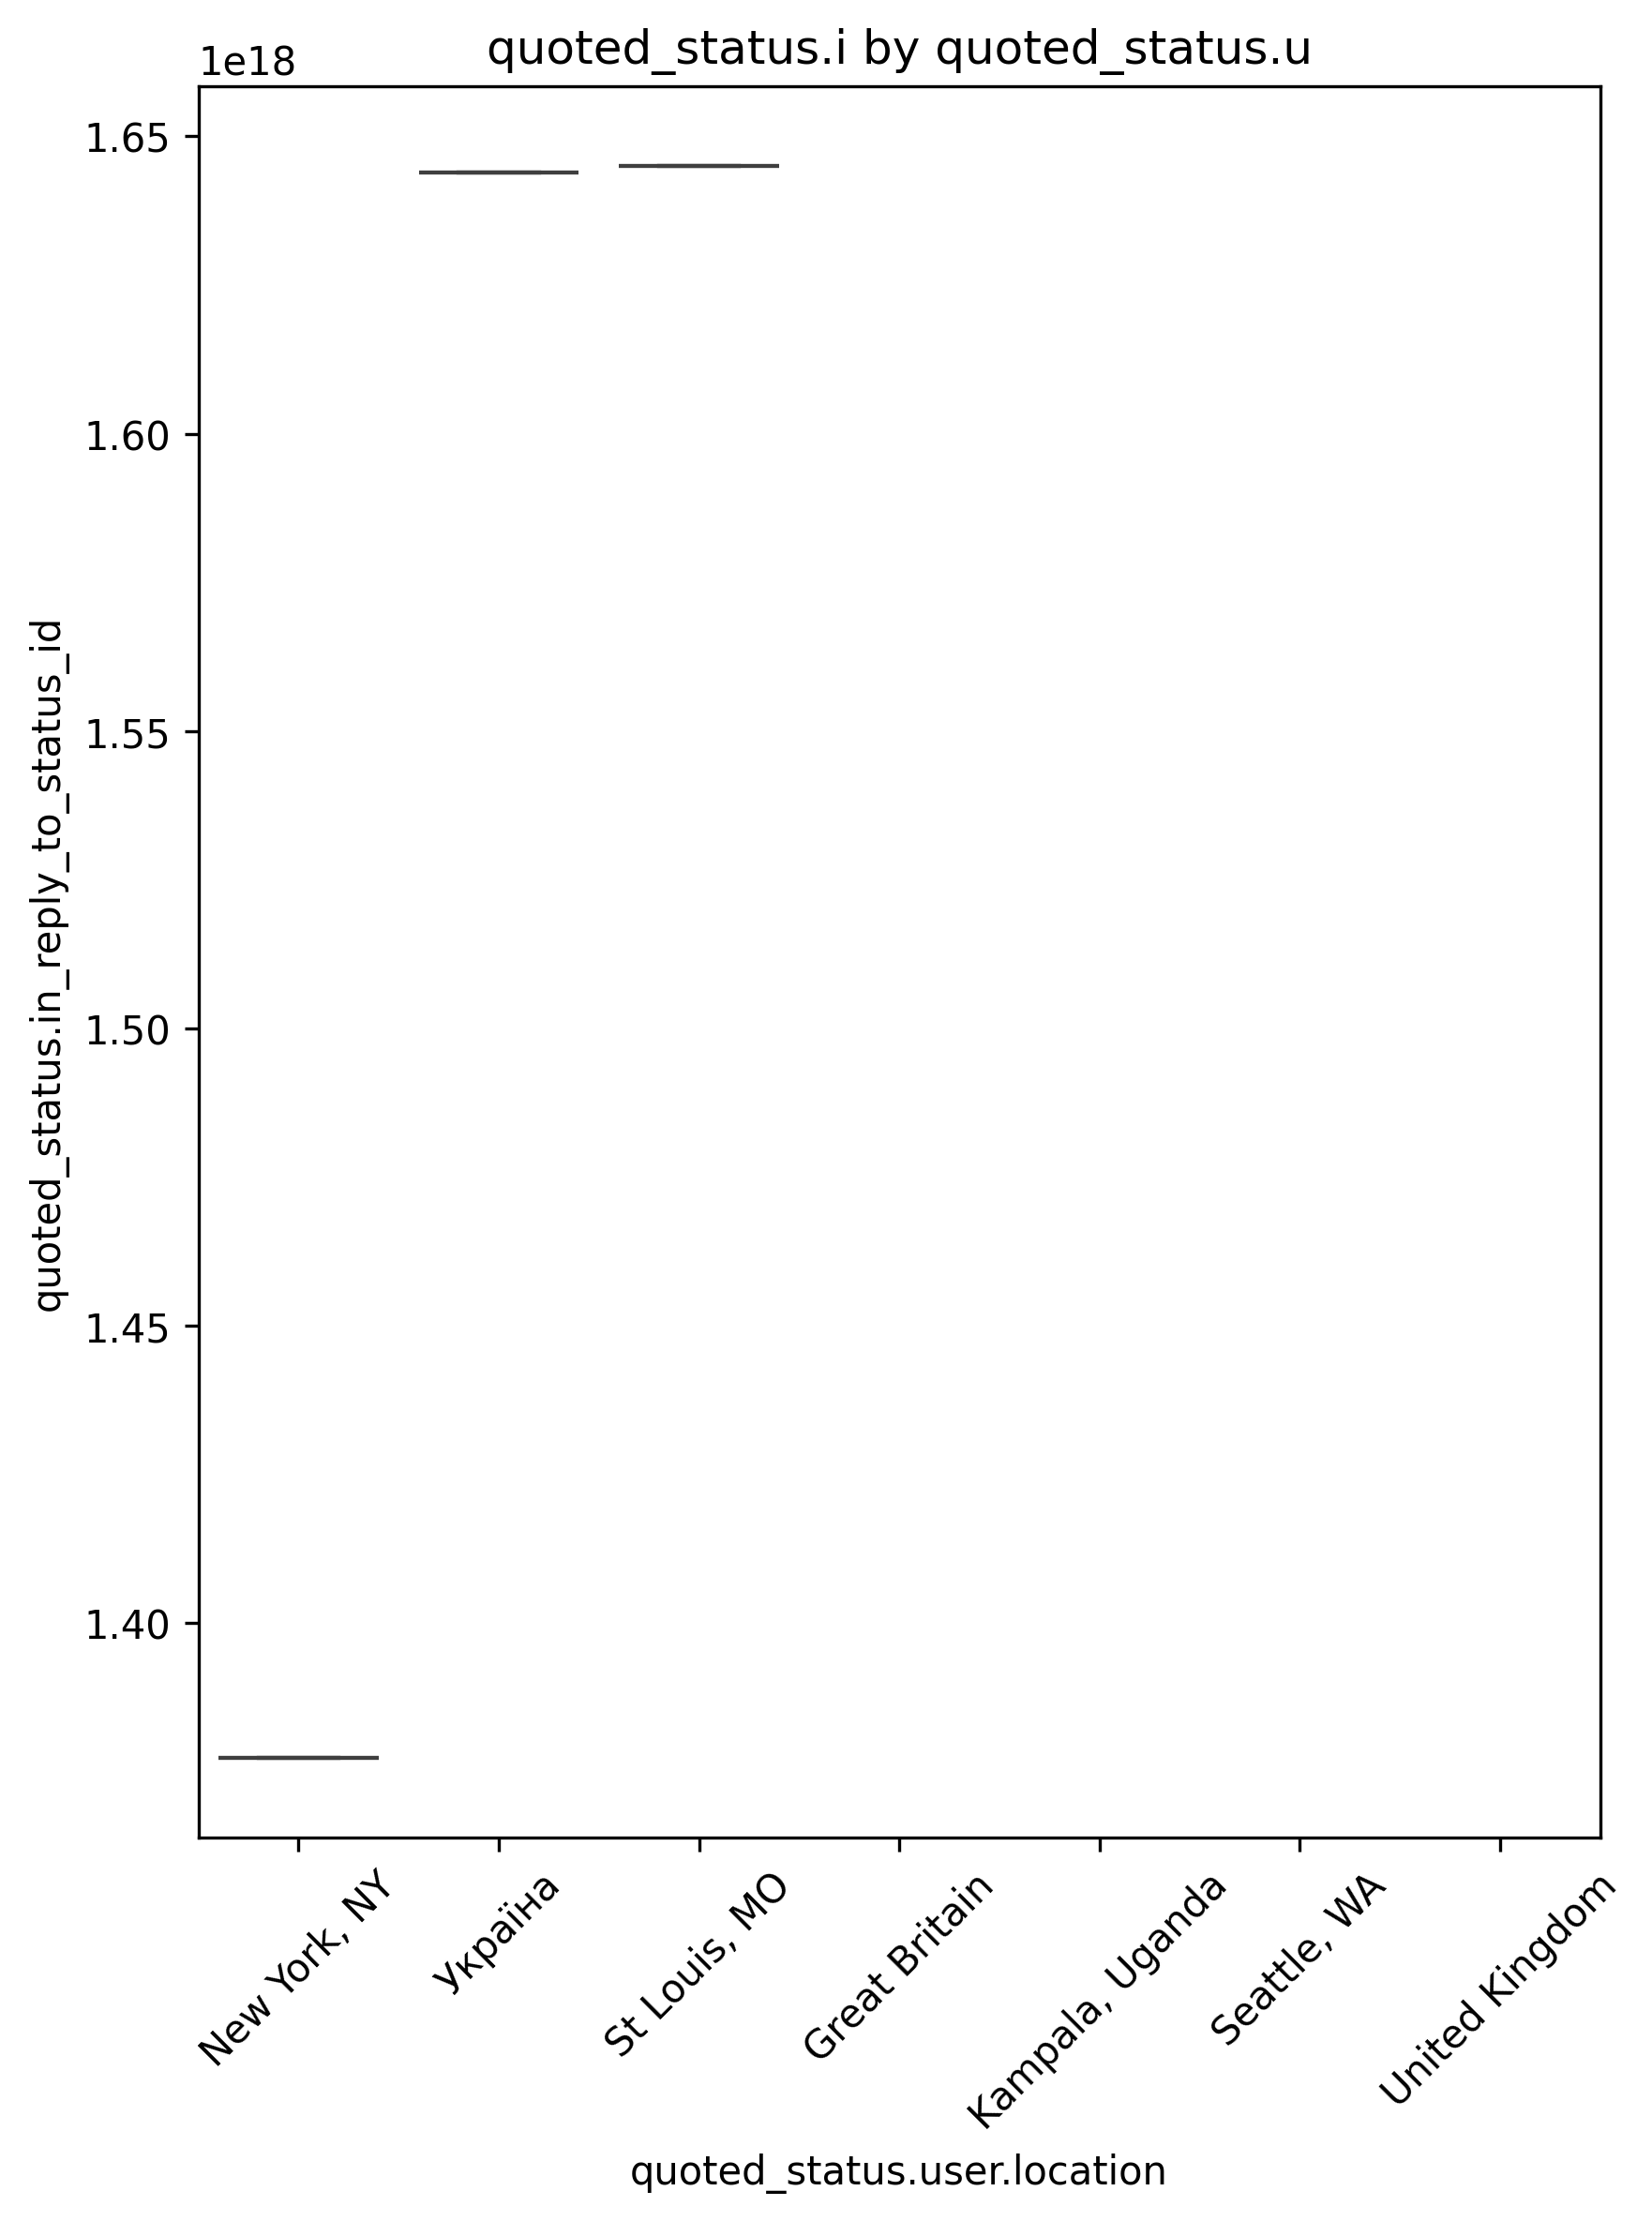 quoted_status.i by quoted_status.u
1e18
1.65
1.60
1.55
1.50
1.45
1.40
quoted_status.in_reply_to_status_id
New York, NY
Україна
St Louis, MO
Great Britain
Kampala, Uganda
Seattle, WA
United Kingdom
quoted_status.user.location